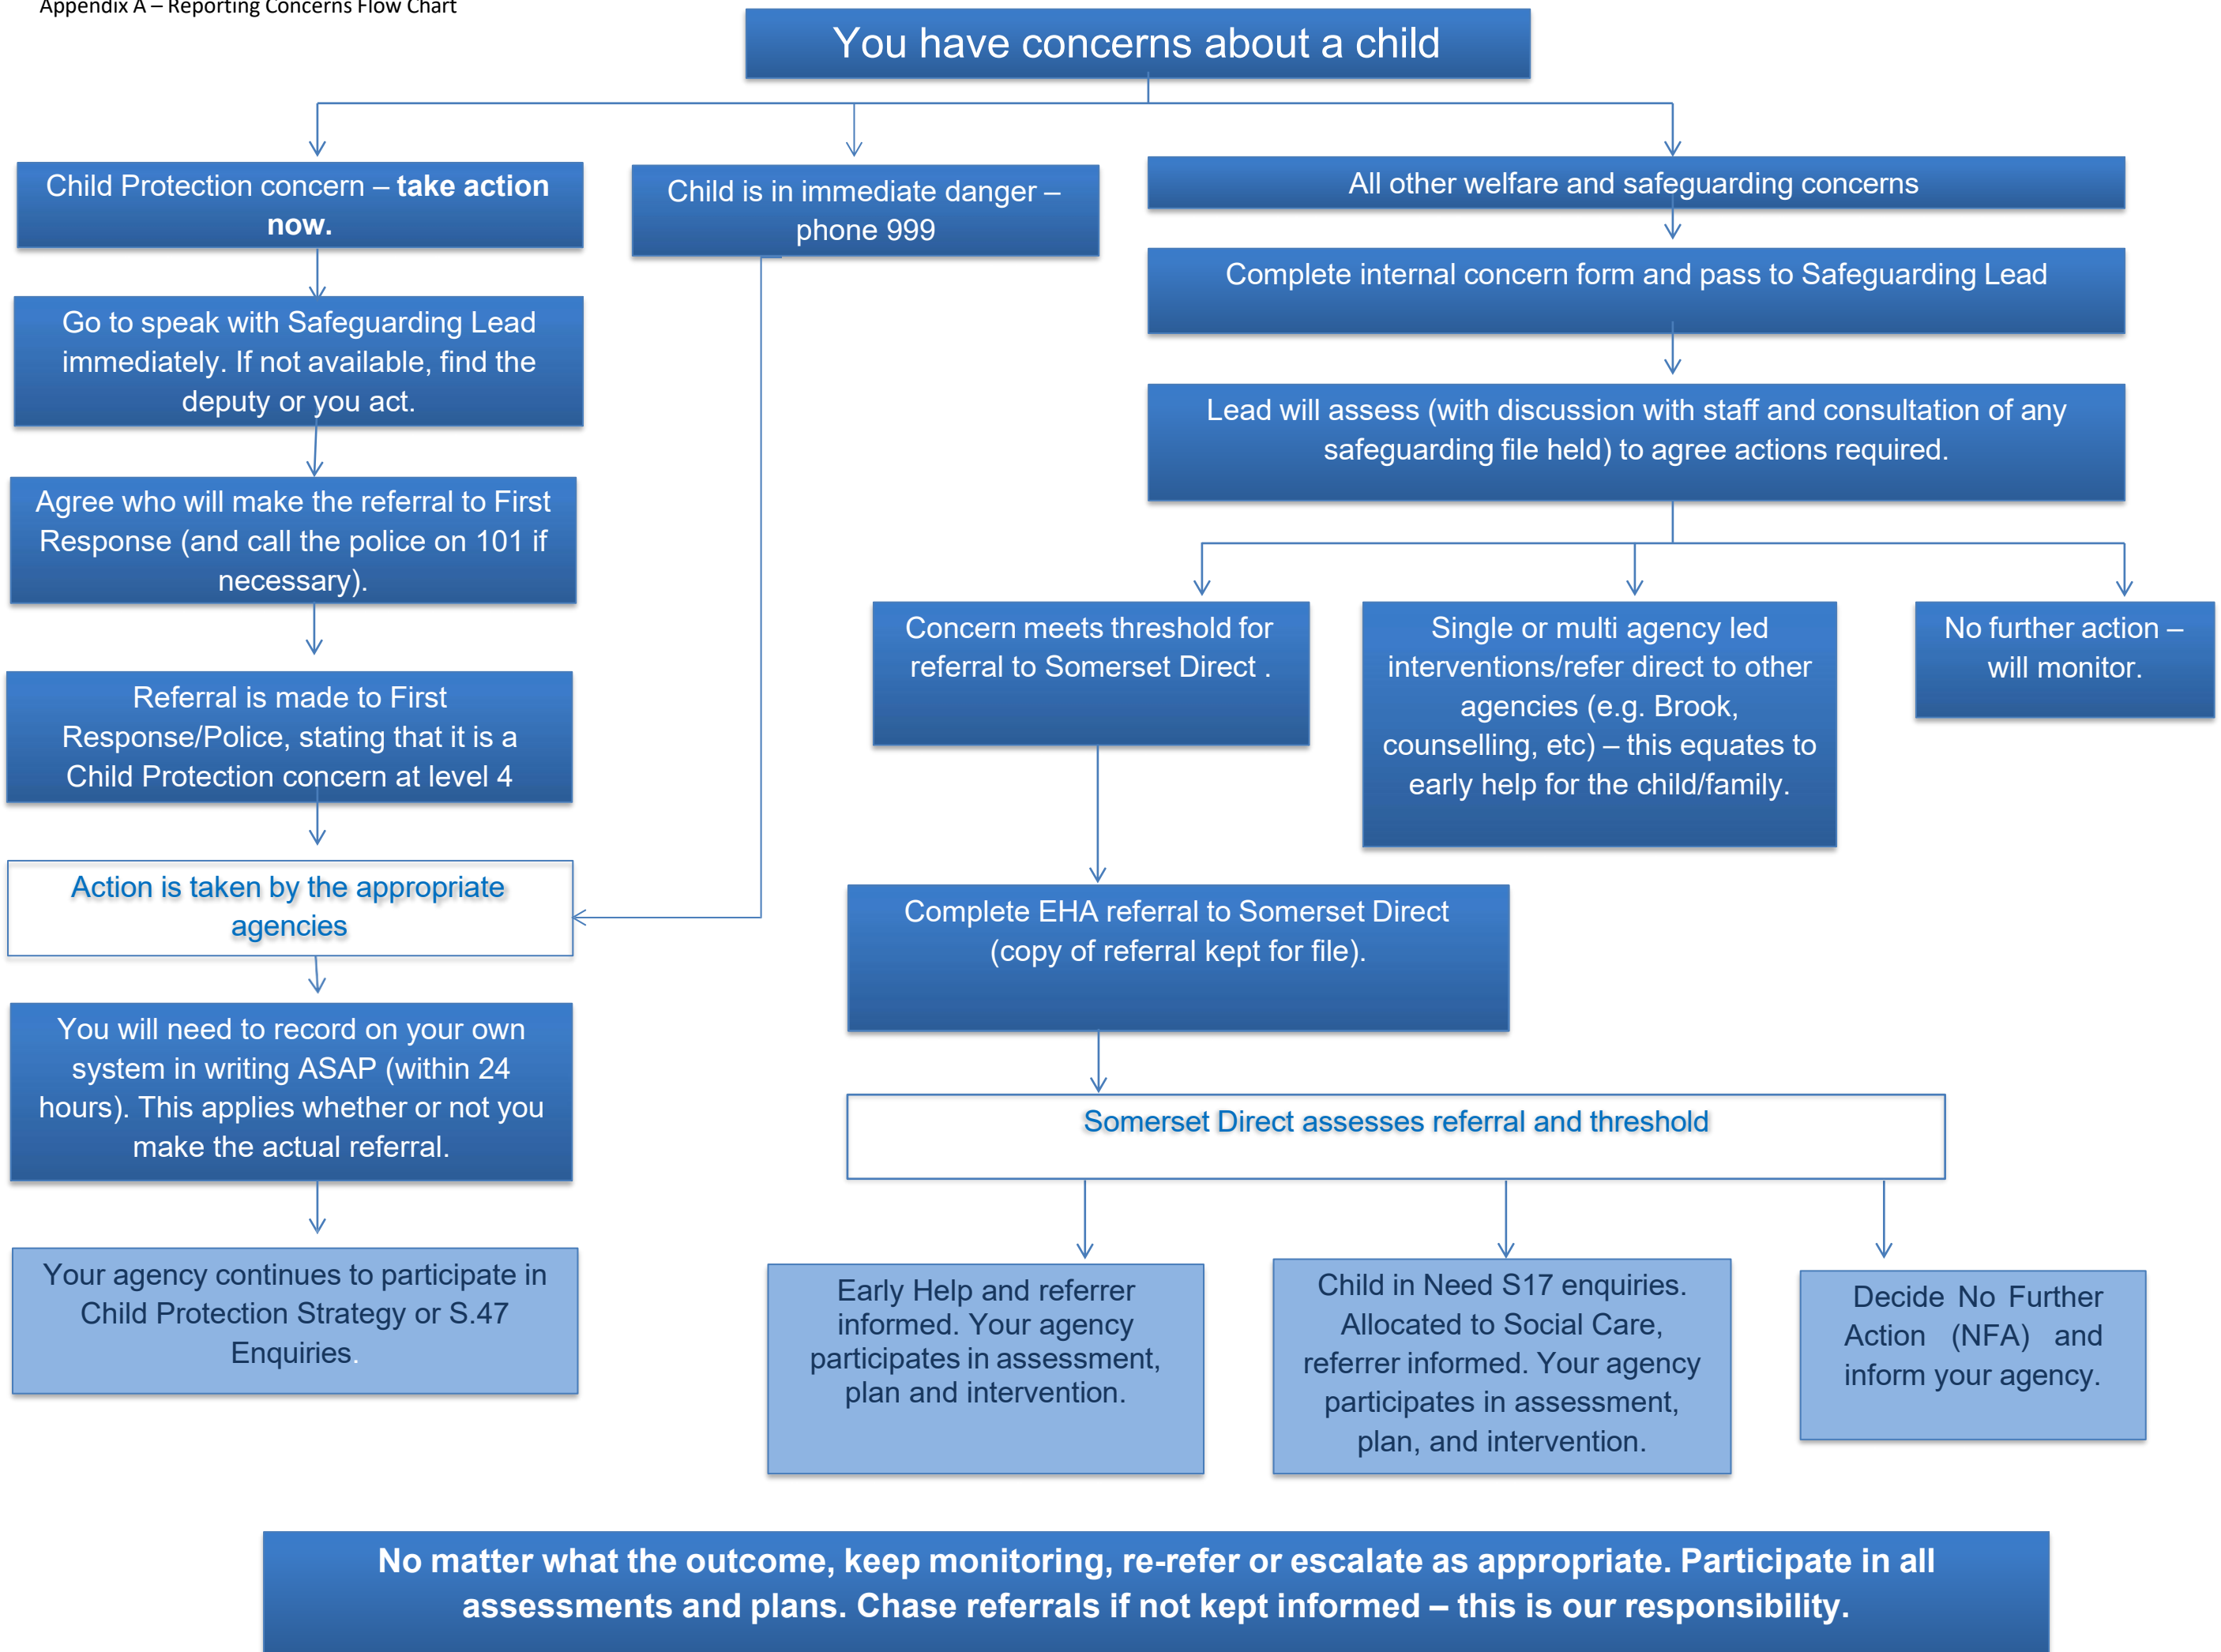 Appendix A – Reporting Concerns Flow Chart
You have concerns about a child
Child Protection concern – take action
now.
Child is in immediate danger –
phone 999
All other welfare and safeguarding concerns
Go to speak with Safeguarding Lead
immediately. If not available, find the
deputy or you act.
Complete internal concern form and pass to Safeguarding Lead
Lead will assess (with discussion with staff and consultation of any
safeguarding file held) to agree actions required.
Agree who will make the referral to First
Response (and call the police on 101 if
necessary).
Concern meets threshold for
referral to Somerset Direct .
Single or multi agency led
interventions/refer direct to other
agencies (e.g. Brook,
counselling, etc) – this equates to
early help for the child/family.
No further action –
will monitor.
Referral is made to First
Response/Police, stating that it is a
Child Protection concern at level 4
Action is taken by the appropriate
agencies
Complete EHA referral to Somerset Direct
(copy of referral kept for file).
You will need to record on your own
system in writing ASAP (within 24
hours). This applies whether or not you
make the actual referral.
Somerset Direct assesses referral and threshold
Your agency continues to participate in
Child Protection Strategy or S.47
Enquiries.
Early Help and referrer
informed. Your agency
participates in assessment,
plan and intervention.
Child in Need S17 enquiries.
Allocated to Social Care,
referrer informed. Your agency
participates in assessment,
plan, and intervention.
Decide No Further
Action (NFA) and
inform your agency.
No matter what the outcome, keep monitoring, re-refer or escalate as appropriate. Participate in all
assessments and plans. Chase referrals if not kept informed – this is our responsibility.